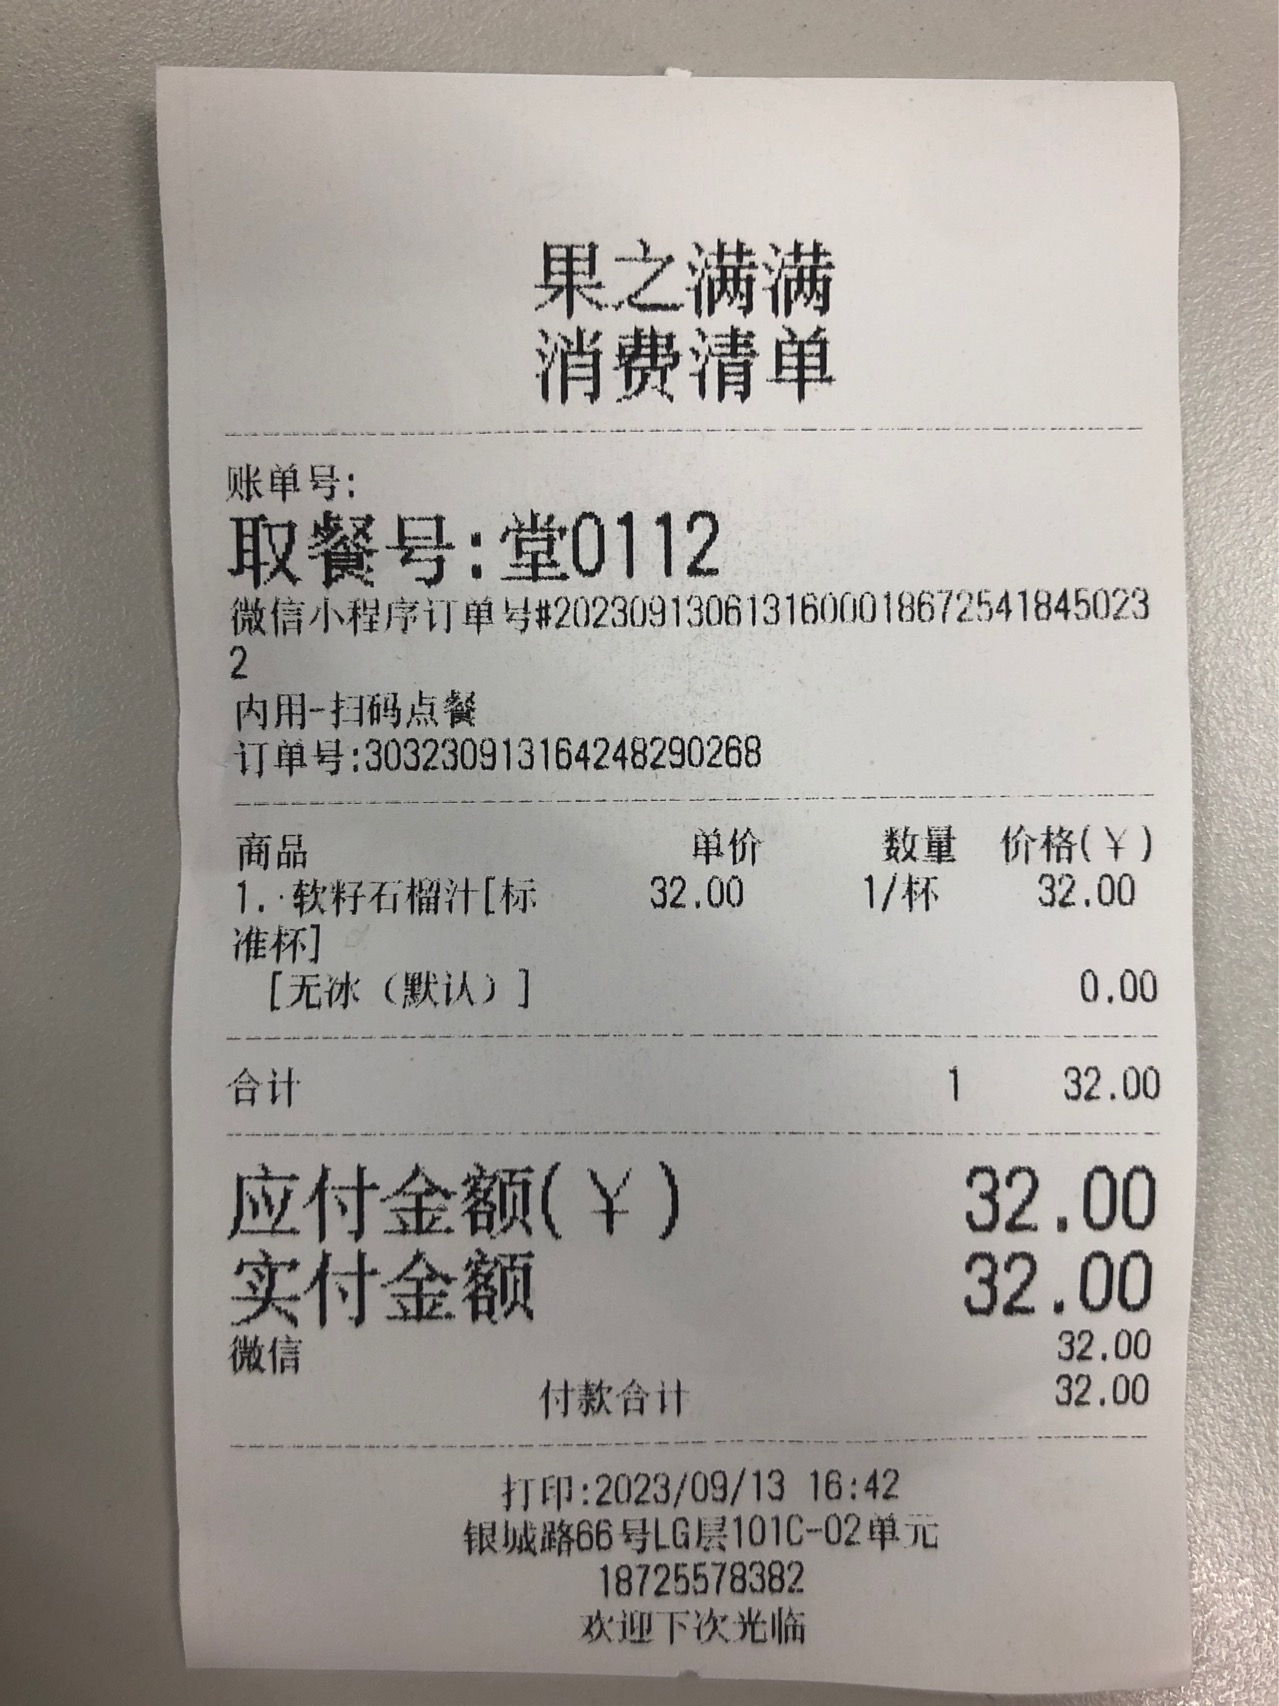 果之满满
消费清单
账单号:
取餐号:堂0112
微信小程序订单号#2023091306131600018672541845023
2
内用-扫码点餐
订单号:303230913164248290268
商品 单价 数量 价格(¥)
1. 软籽石榴汁[标 32.00 1/杯 32.00
准杯]
[无冰（默认）] 0.00
合计 1 32.00
应付金额(¥) 32.00
实付金额 32.00
微信 32.00
付款合计 32.00
打印:2023/09/13 16:42
银城路66号LG层101C-02单元
18725578382
欢迎下次光临